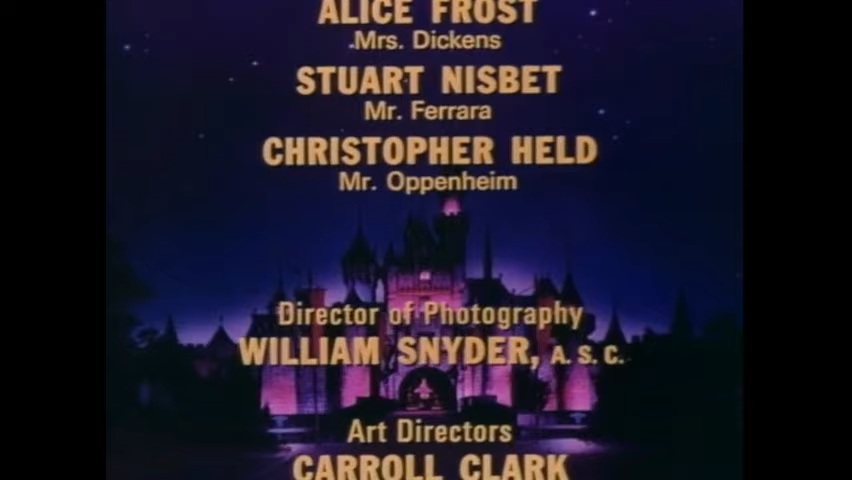 ALICE FROST
Mrs. Dickens
STUART NISBET
Mr. Ferrara
CHRISTOPHER HELD
Mr. Oppenheim
Director of Photography
WILLIAM SNYDER, A. S. C.
Art Directors
CARROLL CLARK